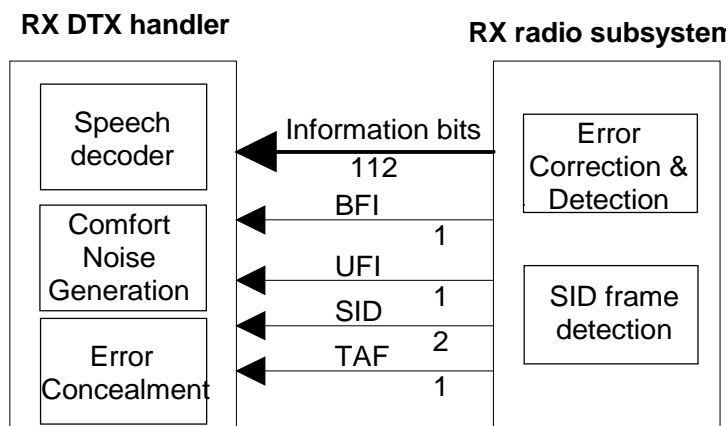 RX DTX handler
RX radio subsystem
Speech
decoder
Comfort
Noise
Generation
Error
Concealment
Information bits
112
BFI
1
UFI
1
SID
2
TAF
1
Error
Correction &
Detection
SID frame
detection